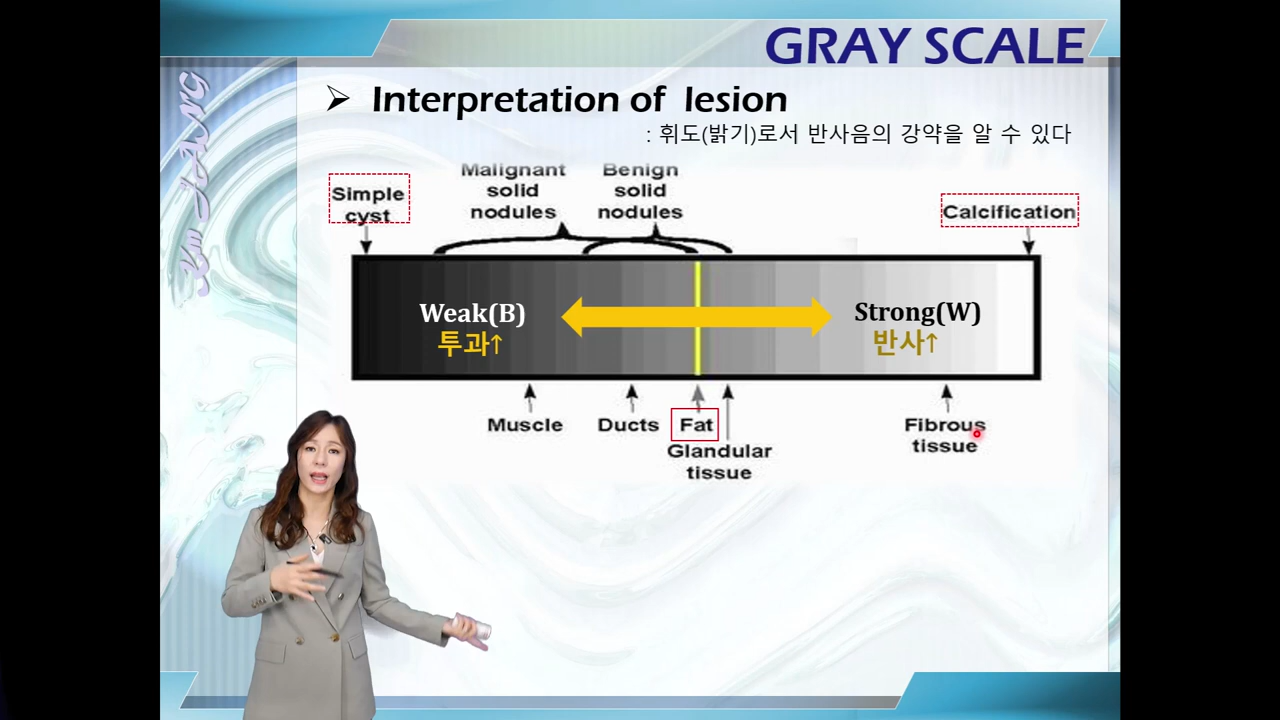 GRAY SCALE
Interpretation of lesion
: 휘도(밝기)로서 반사음의 강약을 알 수 있다
Simple
cyst
Malignant
solid
nodules
Benign
solid
nodules
Calcification
Weak(B)
투과↑
Strong(W)
반사↑
Muscle
Ducts
Fat
Glandular
tissue
Fibrous
tissue